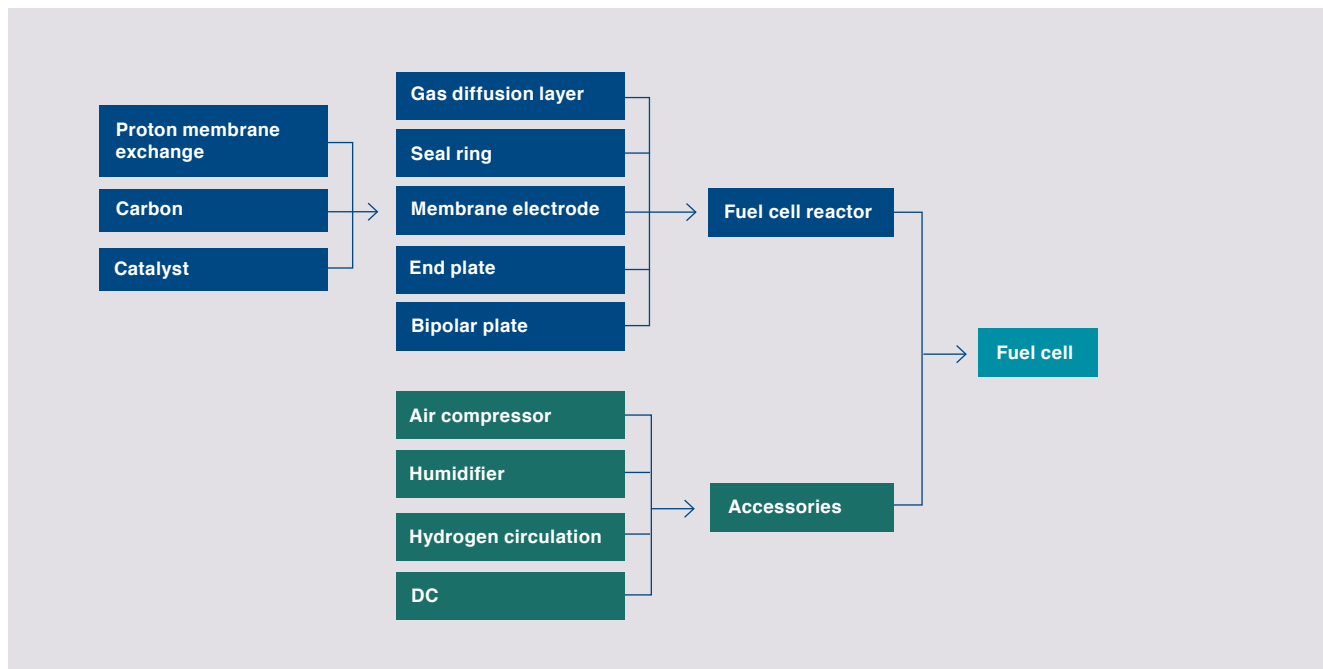 Proton membrane
exchange
Carbon
Catalyst
Gas diffusion layer
Seal ring
Membrane electrode
End plate
Bipolar plate
Fuel cell reactor
Air compressor
Humidifier
Hydrogen circulation
DC
Accessories
Fuel cell